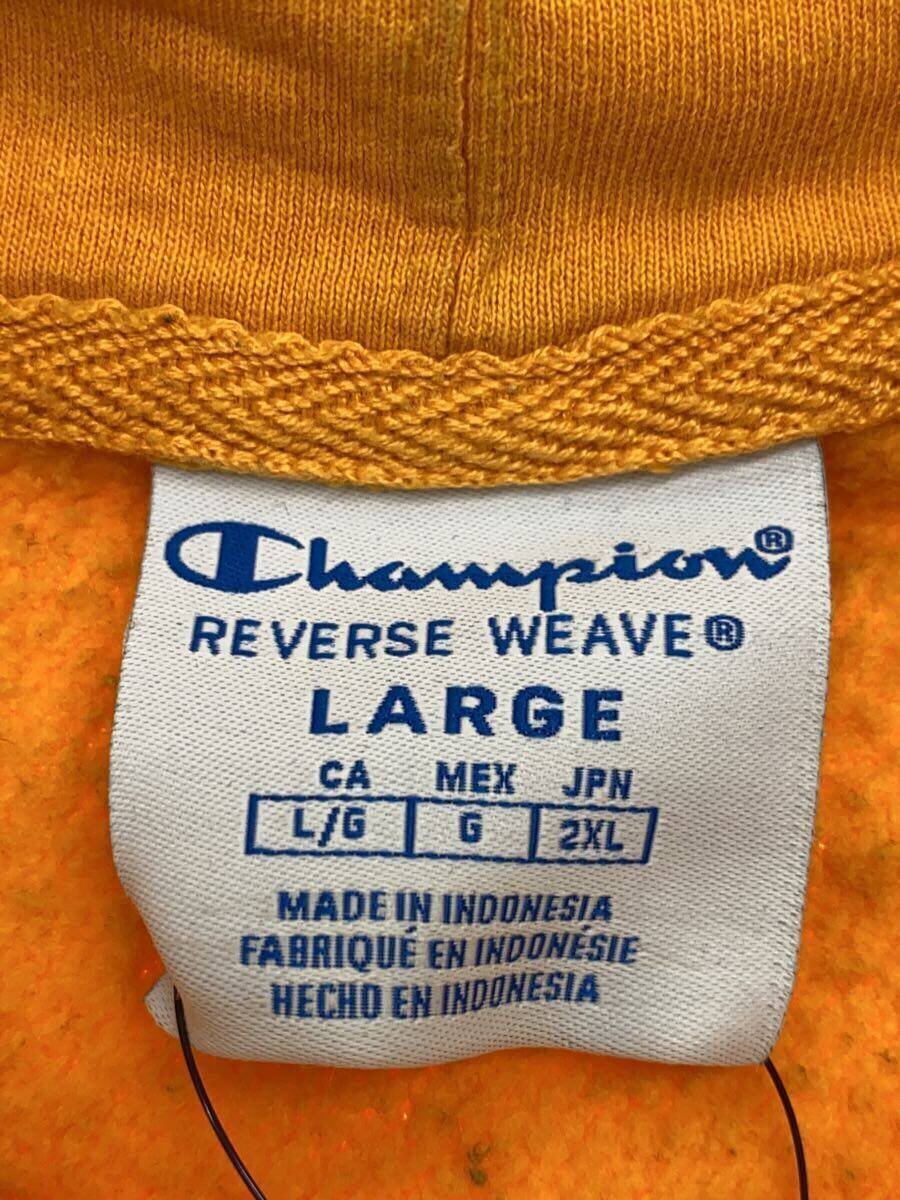 Champion®
REVERSE WEAVE®
LARGE
CA MEX JPN
L/G G 2XL
MADE IN INDONESIA
FABRIQUÉ EN INDONÉSIE
HECHO EN INDONESIA